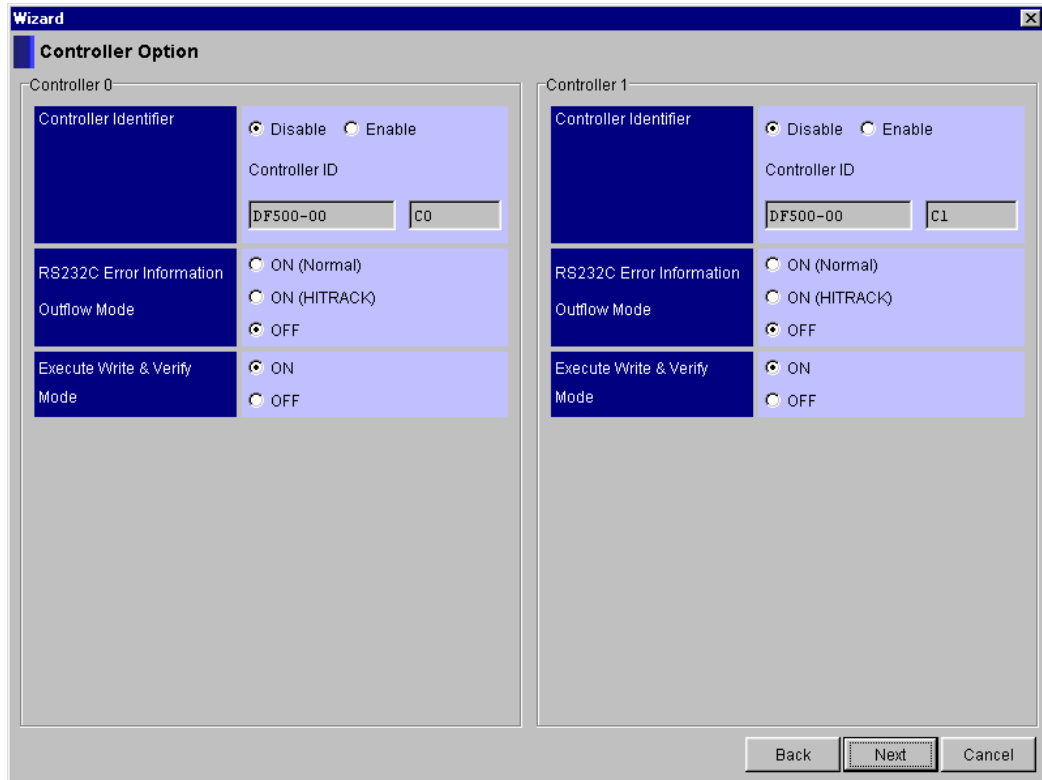 Wizard
Controller Option
Controller 0
Controller Identifier
Disable Enable
Controller ID
DF500-00 C0
RS232C Error Information
Outflow Mode
ON (Normal)
ON (HITRACK)
OFF
Execute Write & Verify
Mode
ON
OFF
Controller 1
Controller Identifier
Disable Enable
Controller ID
DF500-00 C1
RS232C Error Information
Outflow Mode
ON (Normal)
ON (HITRACK)
OFF
Execute Write & Verify
Mode
ON
OFF
Back Next Cancel